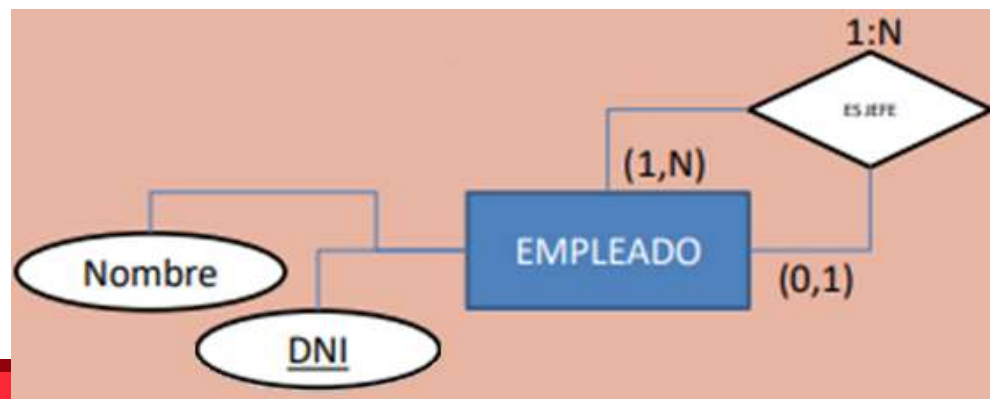 1:N
ES JEFE
(1,N)
EMPLEADO
(0,1)
Nombre
DNI